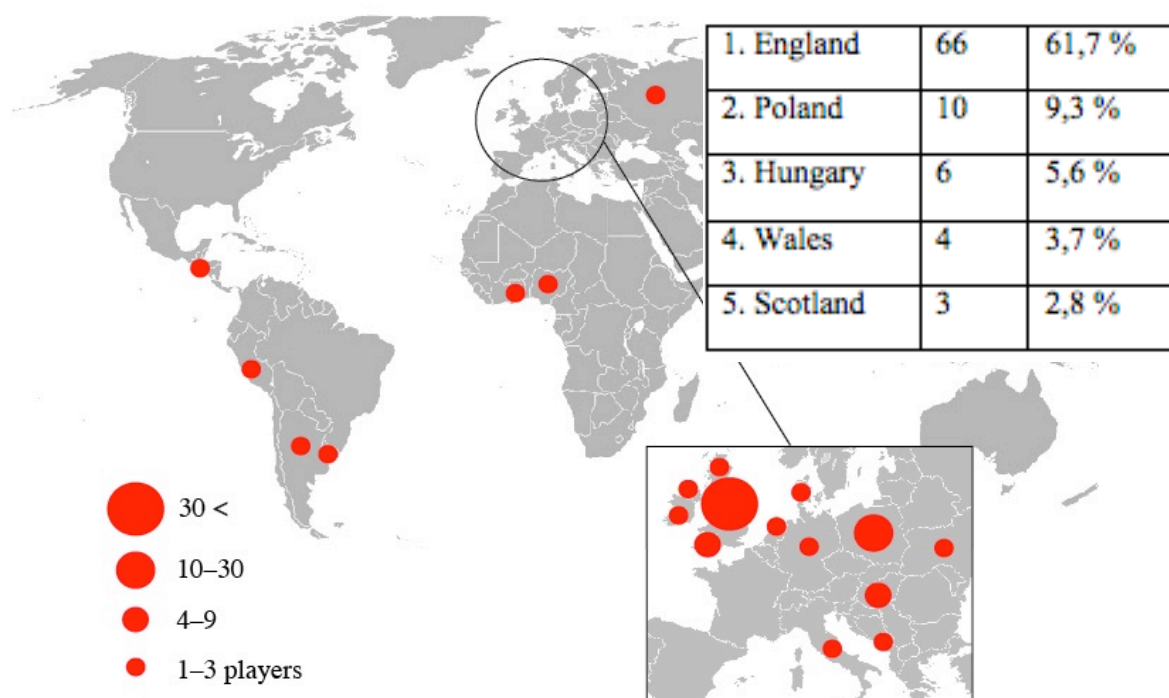 1. England 66 61,7 %
2. Poland 10 9,3 %
3. Hungary 6 5,6 %
4. Wales 4 3,7 %
5. Scotland 3 2,8 %
30 <
10–30
4–9
1–3 players